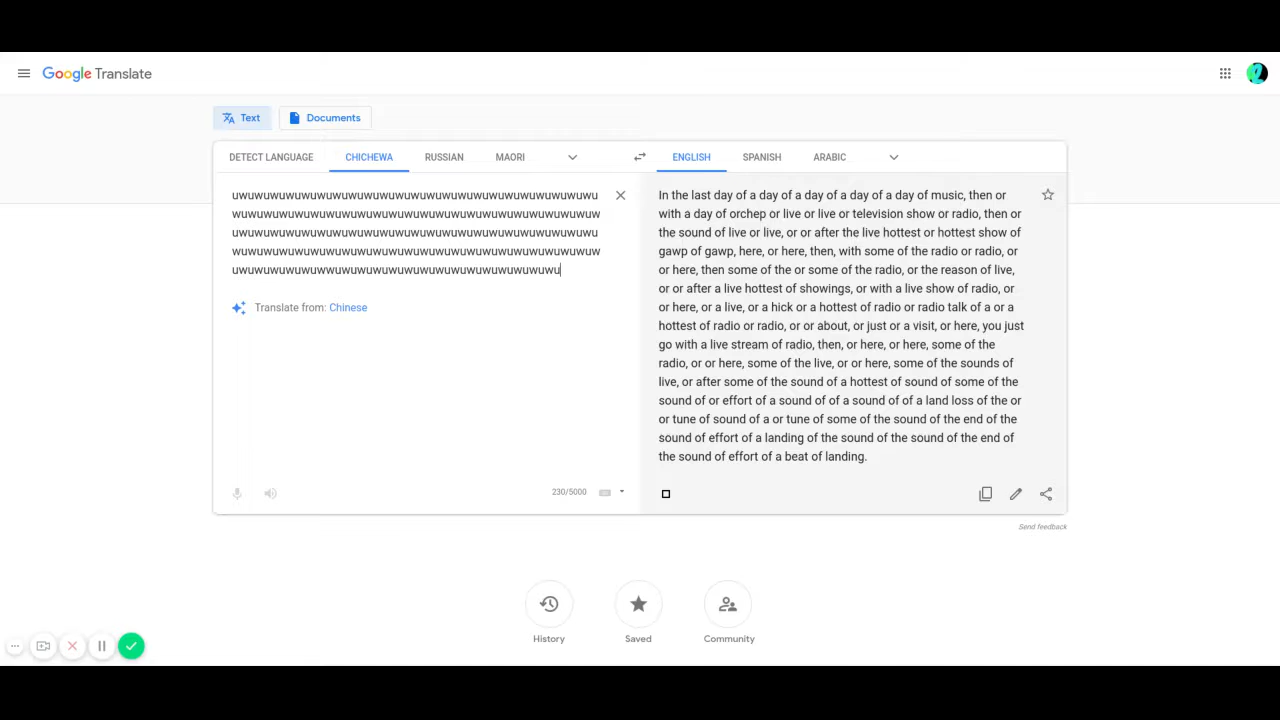 Google Translate
Text
Documents
DETECT LANGUAGE
CHICHEWA
RUSSIAN
MAORI
ENGLISH
SPANISH
ARABIC
uwuwuwuwuwuwuwuwuwuwuwuwuwuwuwuwuwuwuwuwuwuwuwu
wuwuwuwuwuwuwuwuwuwuwuwuwuwuwuwuwuwuwuwuwuwuwuw
uwuwuwuwuwuwuwuwuwuwuwuwuwuwuwuwuwuwuwuwuwuwuwu
wuwuwuwuwuwuwuwuwuwuwuwuwuwuwuwuwuwuwuwuwuwuwuw
uwuwuwuwuwuwwuwuwuwuwuwuwuwuwuwuwuwuwuwuwu
Translate from: Chinese
230/5000
In the last day of a day of a day of a day of a day of music, then or
with a day of orchep or live or live or television show or radio, then or
the sound of live or live, or or after the live hottest or hottest show of
gawp of gawp, here, or here, then, with some of the radio or radio, or
or here, then some of the or some of the radio, or the reason of live,
or or after a live hottest of showings, or with a live show of radio, or
or here, or a live, or a hick or a hottest of radio or radio talk of a or a
hottest of radio or radio, or or about, or just or a visit, or here, you just
go with a live stream of radio, then, or here, or here, some of the
radio, or or here, some of the live, or or here, some of the sounds of
live, or after some of the sound of a hottest of sound of some of the
sound of or effort of a sound of of a sound of of a land loss of the or
or tune of sound of a or tune of some of the sound of the end of the
sound of effort of a landing of the sound of the sound of the end of
the sound of effort of a beat of landing.
Send feedback
History
Saved
Community